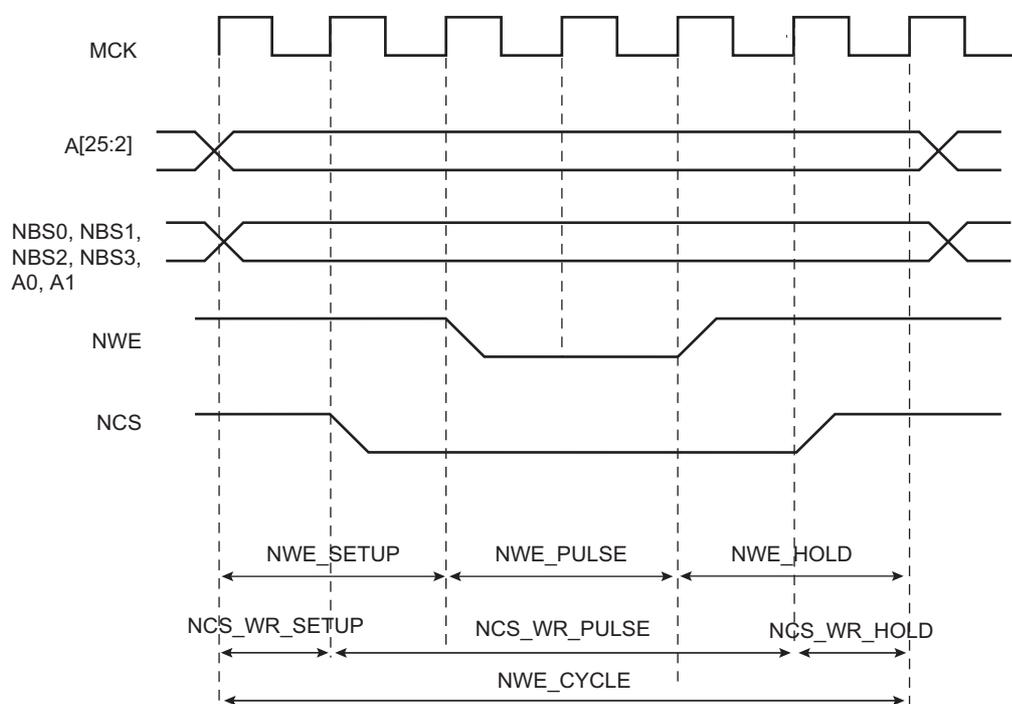 MCK
A[25:2]
NBS0, NBS1,
NBS2, NBS3,
A0, A1
NWE
NCS
NWE_SETUP
NWE_PULSE
NWE_HOLD
NCS_WR_SETUP
NCS_WR_PULSE
NCS_WR_HOLD
NWE_CYCLE